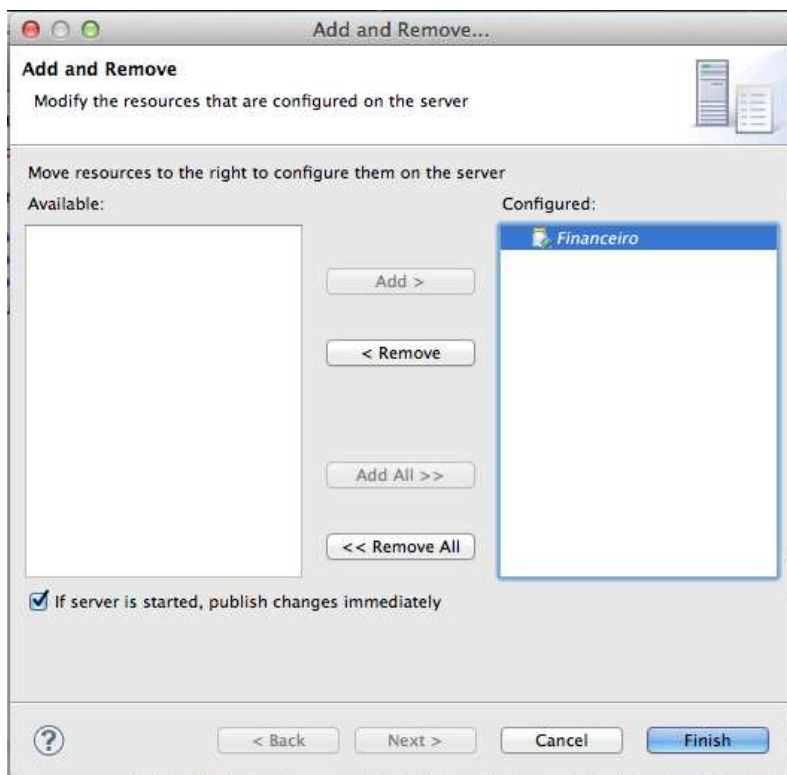 Add and Remove...
Add and Remove
Modify the resources that are configured on the server
Move resources to the right to configure them on the server
Available:
Configured:
Financeiro
Add >
< Remove
Add All >>
<< Remove All
If server is started, publish changes immediately
?
< Back
Next >
Cancel
Finish